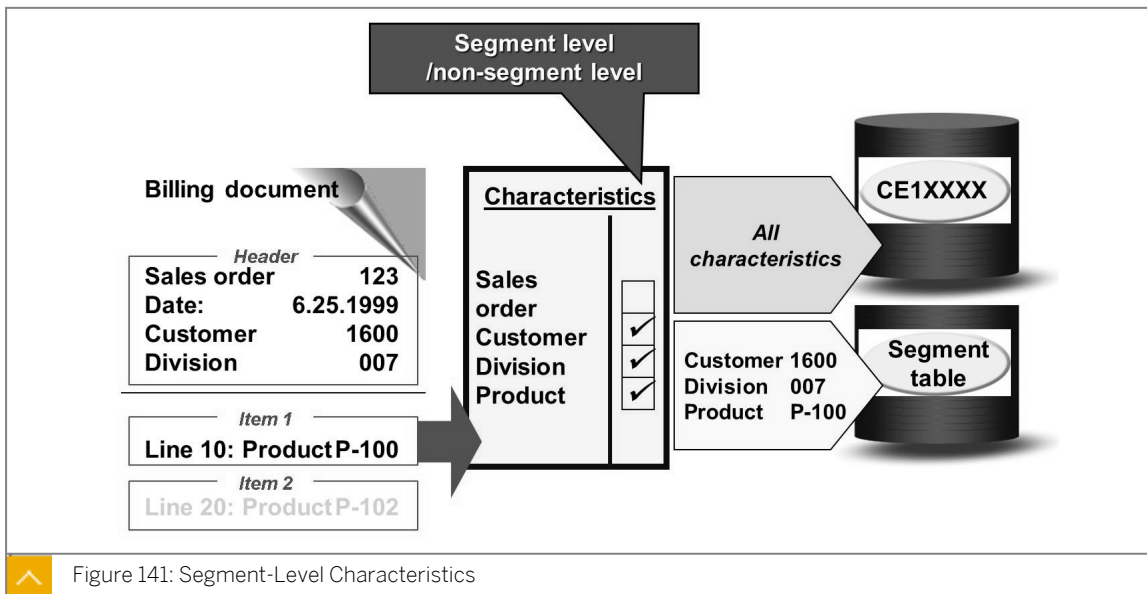 Segment level
/non-segment level
Billing document
Header
Sales order 123
Date: 6.25.1999
Customer 1600
Division 007
Item 1
Line 10: Product P-100
Item 2
Line 20: Product P-102
Characteristics
Sales
order
Customer ✓
Division ✓
Product ✓
All
characteristics
CE1XXXX
Customer 1600
Division 007
Product P-100
Segment
table
Figure 141: Segment-Level Characteristics